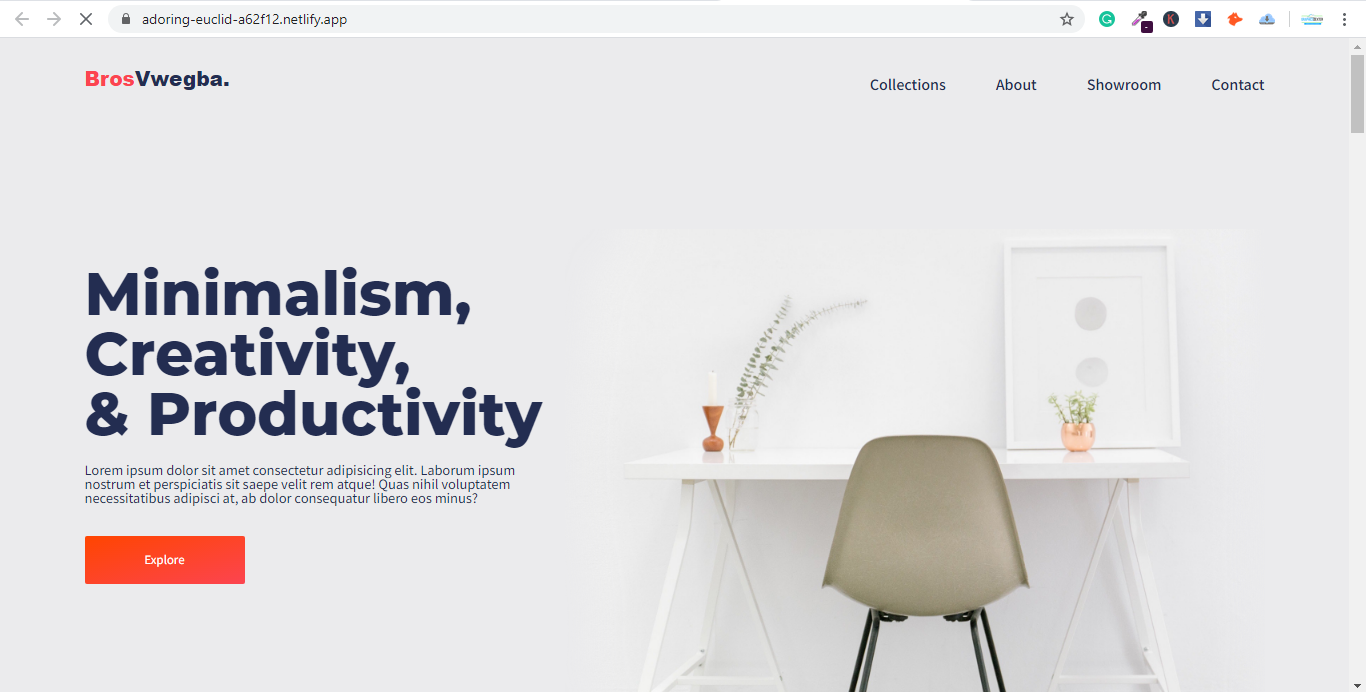 adoring-euclid-a62f12.netlify.app
BrosVwegba.
Collections About Showroom Contact
Minimalism,
Creativity,
& Productivity
Lorem ipsum dolor sit amet consectetur adipisicing elit. Laborum ipsum
nostrum et perspiciatis sit saepe velit rem atque! Quas nihil voluptatem
necessitatibus adipisci at, ab dolor consequatur libero eos minus?
Explore